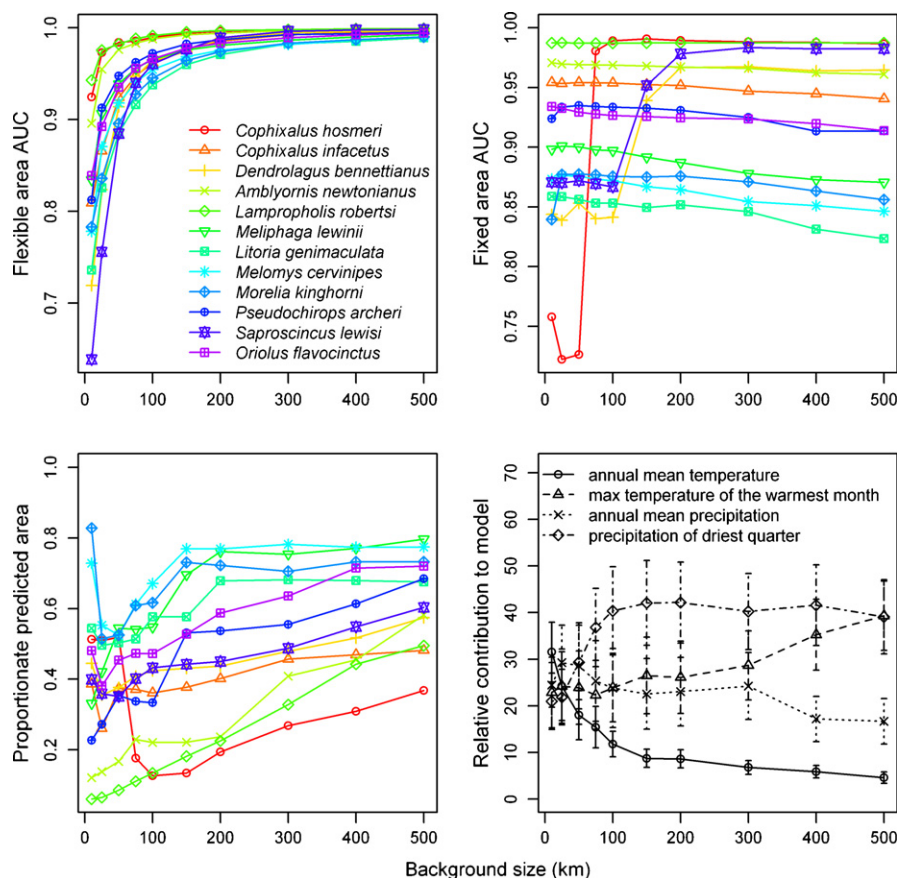 Flexible area AUC
1.0
0.9
0.8
0.7
0 100 200 300 400 500
Cophixalus hosmeri
Cophixalus infacetus
Dendrolagus bennettianus
Amblyornis newtonianus
Lampropholis robertsi
Meliphaga lewinii
Litoria genimaculata
Melomys cervinipes
Morelia kinghorni
Pseudochirops archeri
Saproscincus lewisi
Oriolus flavocinctus
Fixed area AUC
1.00
0.95
0.90
0.85
0.75
0 100 200 300 400 500
Proportionate predicted area
1.0
0.8
0.6
0.4
0.2
0 100 200 300 400 500
Relative contribution to model
70
60
50
40
30
20
10
0
annual mean temperature
max temperature of the warmest month
annual mean precipitation
precipitation of driest quarter
0 100 200 300 400 500
Background size (km)